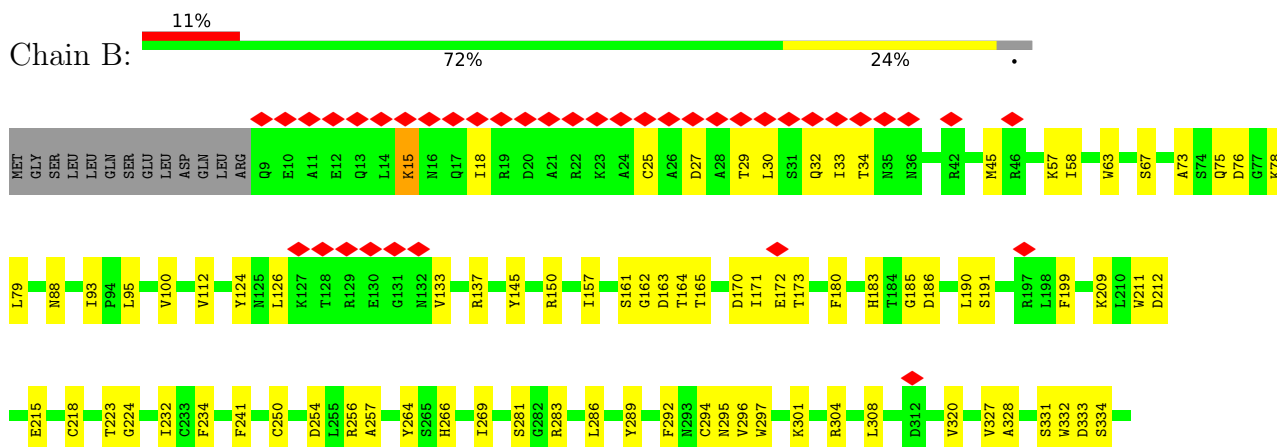 11%
Chain B:
72% 24% •
MET GLY SER LEU LEU GLN SER GLU LEU ASP GLN LEU ARG Q9 E10 A11 E12 Q13 L14 K15 N16 Q17 I18 R19 D20 A21 R22 K23 A24 C25 A26 D27 A28 T29 L30 S31 Q32 I33 T34 N35 N36 R42 M45 R46 K57 I58 W63 S67 A73 S74 Q75 D76 G77 K78
L79 N88 I93 P94 L95 V100 V112 Y124 N125 L126 K127 T128 R129 E130 G131 N132 V133 R137 Y145 R150 I157 S161 G162 D163 T164 T165 D170 I171 E172 T173 F180 H183 T184 G185 D186 L190 S191 R197 L198 F199 K209 L210 W211 D212
E215 C218 T223 G224 I232 C233 F234 F241 C250 D254 L255 R256 A257 Y264 S265 H266 I269 S281 G282 R283 L286 Y289 F292 N293 C294 N295 V296 W297 K301 R304 L308 D312 V320 V327 A328 S331 W332 D333 S334